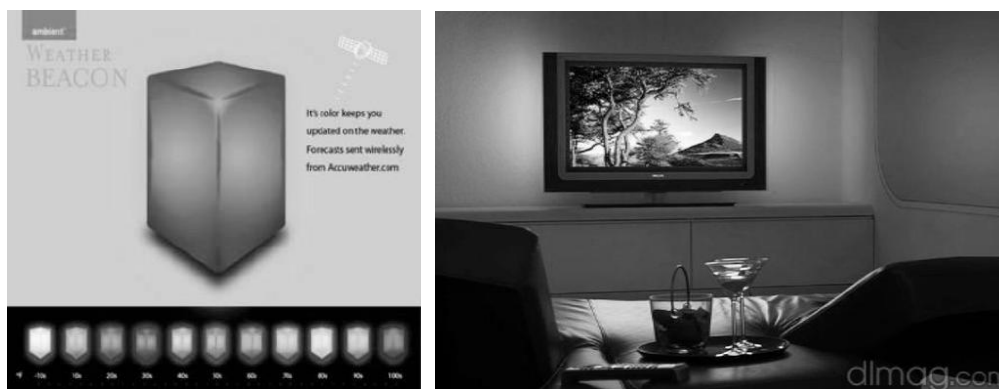 ambient
WEATHER
BEACON
It's color keeps you
updated on the weather.
Forecasts sent wirelessly
from Accuweather.com
°F -10s 10s 20s 30s 40s 50s 60s 70s 80s 90s 100s
PHILIPS
dlmag.com